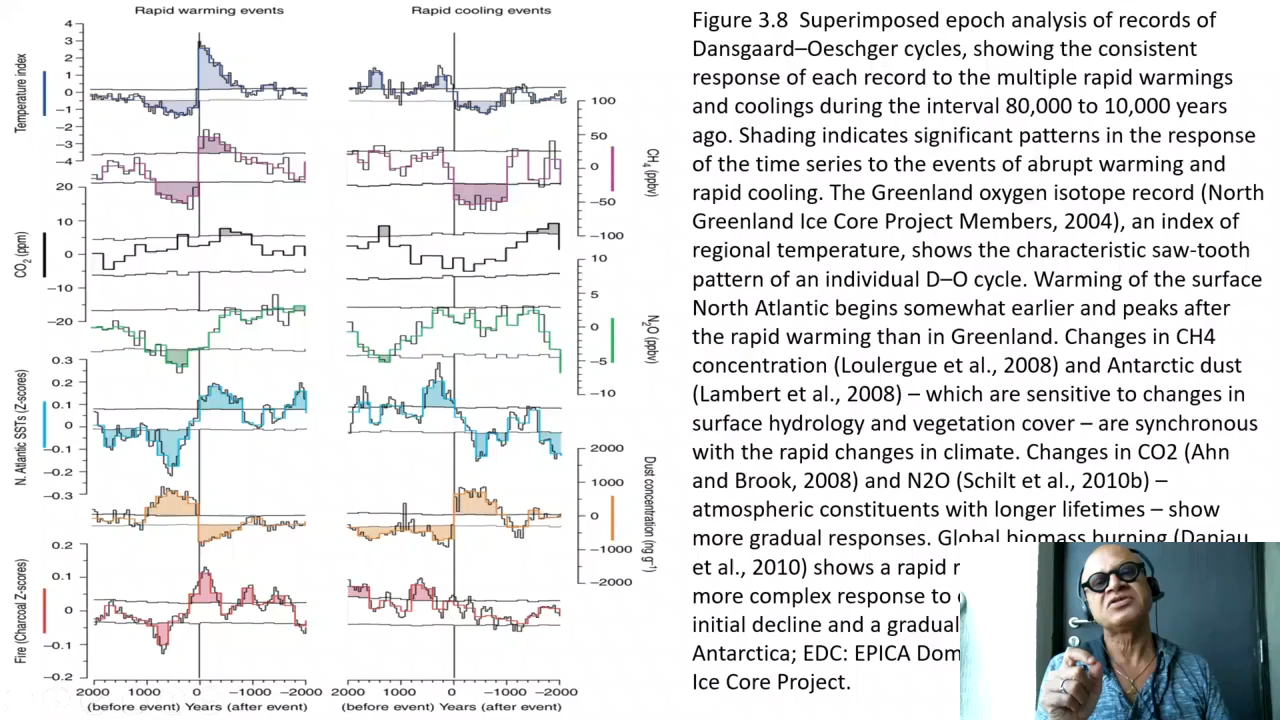 Rapid warming events
Rapid cooling events
4
3
2
1
0
−1
−2
−3
−4
Temperature index
100
50
0
−50
−100
CH4 (ppbv)
20
10
0
−10
−20
CO2 (ppm)
10
5
0
−5
−10
N2O (ppbv)
0.3
0.2
0.1
0
−0.1
−0.2
−0.3
N. Atlantic SSTs (Z-scores)
2000
1000
0
−1000
−2000
Dust concentration (ng g−1)
0.2
0.1
0
−0.1
−0.2
Fire (Charcoal Z-scores)
2000 1000 0 −1000 −2000
(before event) Years (after event)
2000 1000 0 −1000 −2000
(before event) Years (after event)
Figure 3.8 Superimposed epoch analysis of records of
Dansgaard–Oeschger cycles, showing the consistent
response of each record to the multiple rapid warmings
and coolings during the interval 80,000 to 10,000 years
ago. Shading indicates significant patterns in the response
of the time series to the events of abrupt warming and
rapid cooling. The Greenland oxygen isotope record (North
Greenland Ice Core Project Members, 2004), an index of
regional temperature, shows the characteristic saw-tooth
pattern of an individual D–O cycle. Warming of the surface
North Atlantic begins somewhat earlier and peaks after
the rapid warming than in Greenland. Changes in CH4
concentration (Loulergue et al., 2008) and Antarctic dust
(Lambert et al., 2008) – which are sensitive to changes in
surface hydrology and vegetation cover – are synchronous
with the rapid changes in climate. Changes in CO2 (Ahn
and Brook, 2008) and N2O (Schilt et al., 2010b) –
atmospheric constituents with longer lifetimes – show
more gradual responses. Global biomass burning (Daniau
et al., 2010) shows a rapid
more complex response to
initial decline and a gradual
Antarctica; EDC: EPICA Dom
Ice Core Project.